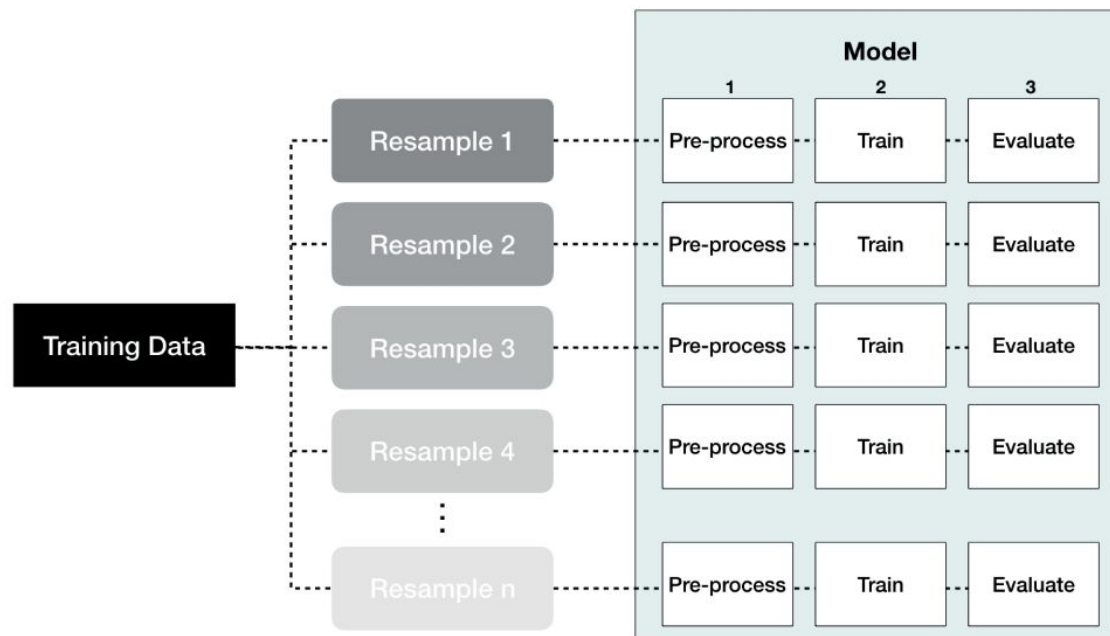 Model
1 2 3
Resample 1 Pre-process Train Evaluate
Resample 2 Pre-process Train Evaluate
Training Data Resample 3 Pre-process Train Evaluate
Resample 4 Pre-process Train Evaluate
Resample n Pre-process Train Evaluate